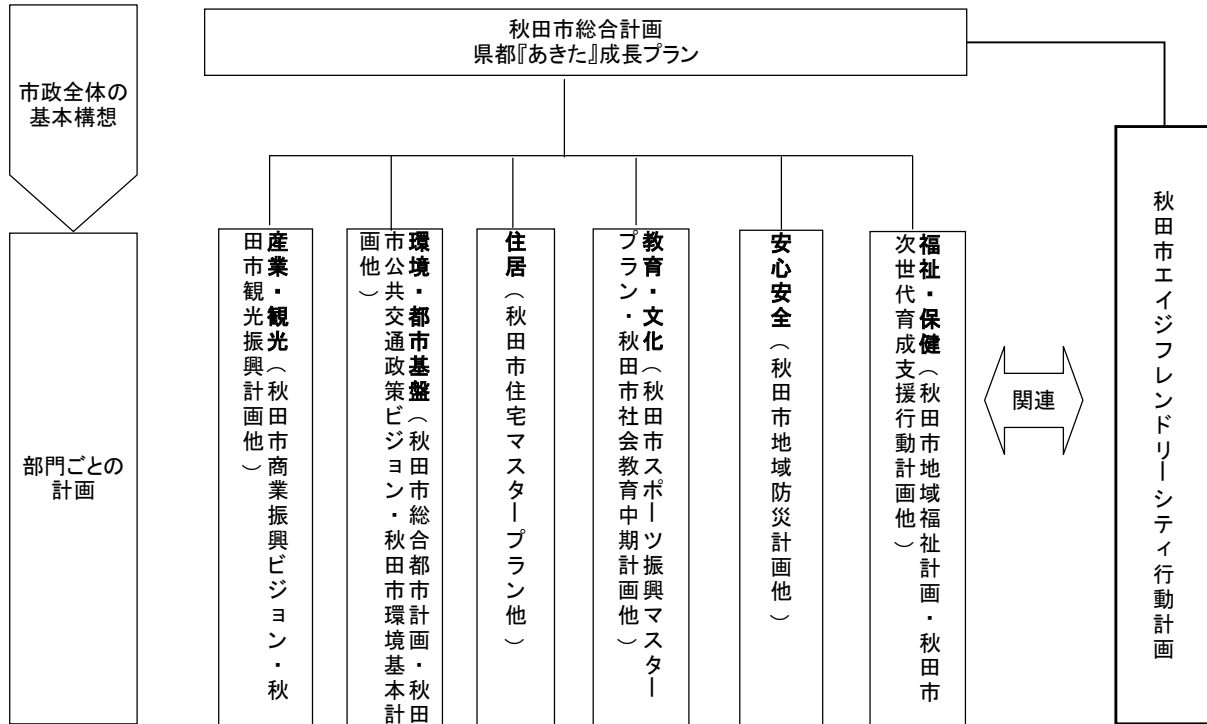 秋田市総合計画
県都『あきた』成長プラン
市政全体の
基本構想
部門ごとの
計画
産業・観光（秋田市商業振興ビジョン・秋
田市観光振興計画他）
環境・都市基盤（秋田市総合都市計画・秋田
市公共交通政策ビジョン・秋田市環境基本計
画他）
住居（秋田市住宅マスタープラン他）
教育・文化（秋田市スポーツ振興マスター
プラン・秋田市社会教育中期計画他）
安心安全（秋田市地域防災計画他）
福祉・保健（秋田市地域福祉計画・秋田市
次世代育成支援行動計画他）
関連
秋田市エイジフレンドリーシティ行動計画